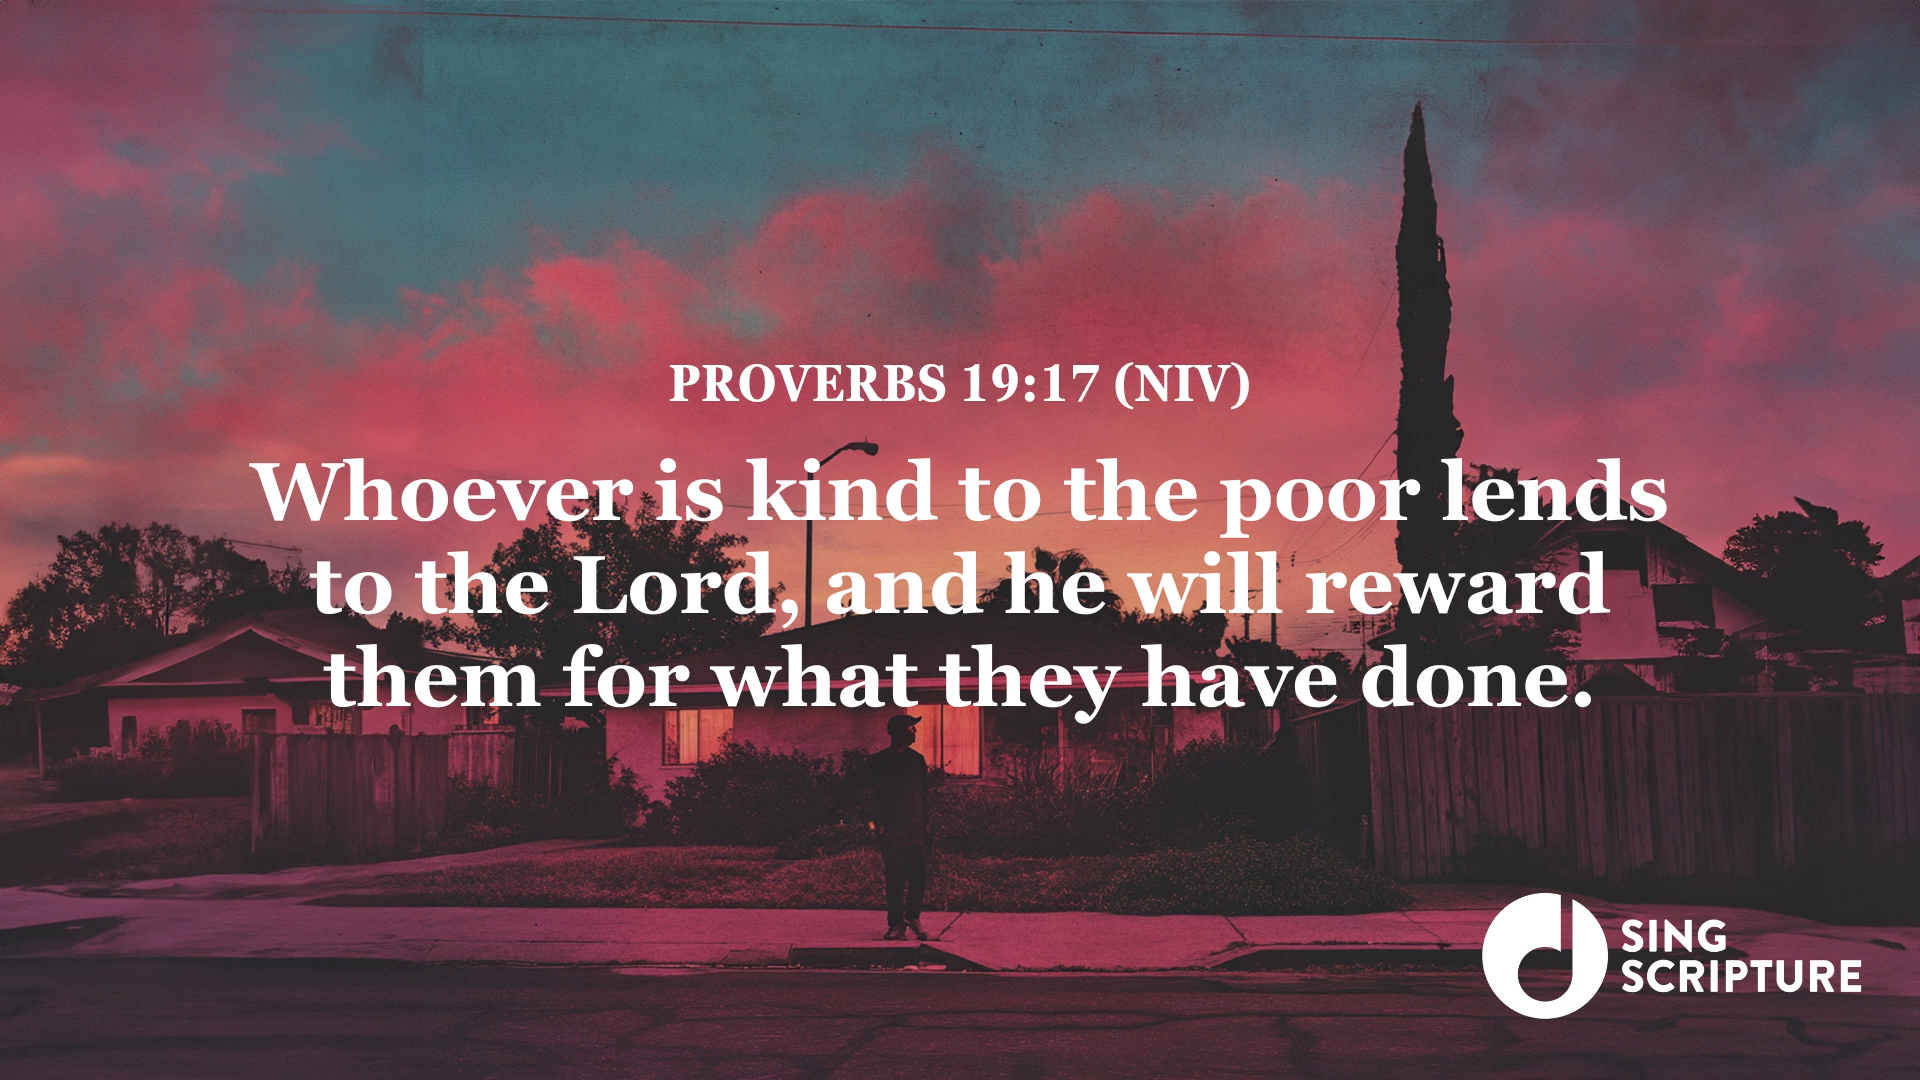 PROVERBS 19:17 (NIV)
Whoever is kind to the poor lends
to the Lord, and he will reward
them for what they have done.
SING
SCRIPTURE